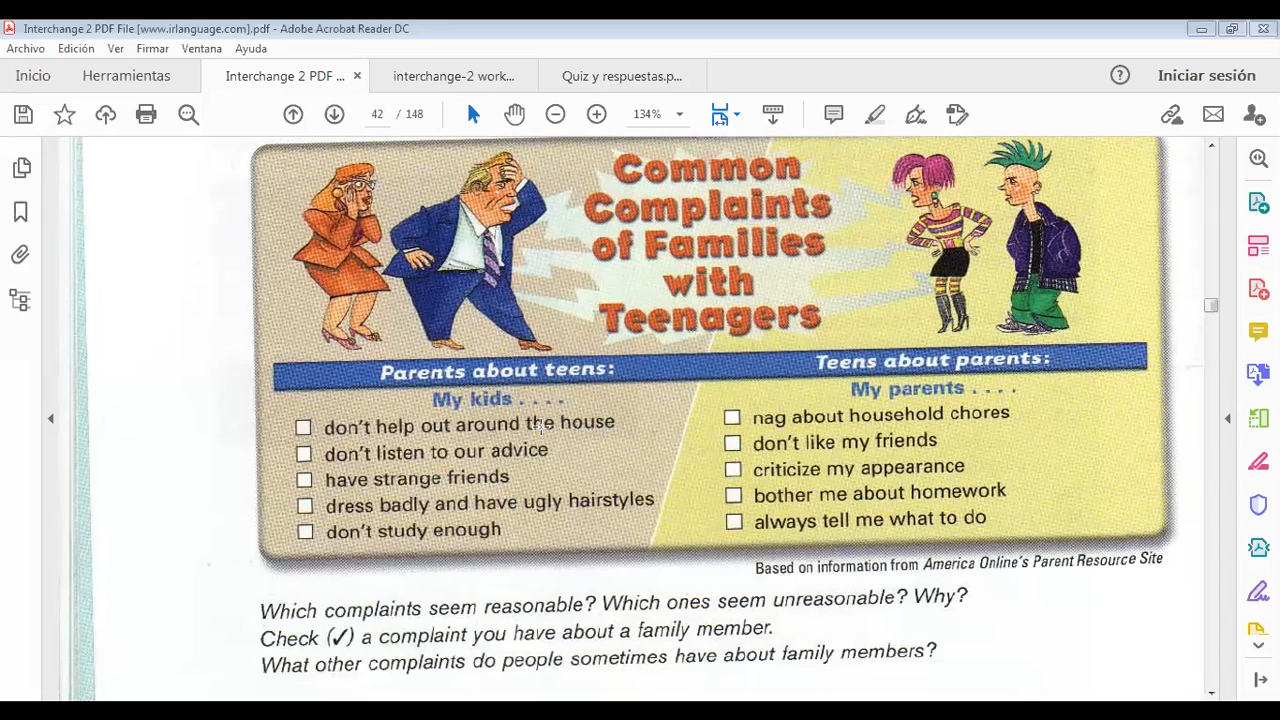 Interchange 2 PDF File [www.irlanguage.com].pdf - Adobe Acrobat Reader DC
Archivo Edición Ver Firmar Ventana Ayuda
Inicio Herramientas Interchange 2 PDF ... × interchange-2 work... Quiz y respuestas.p... Iniciar sesión
42 / 148 134%
Common
Complaints
of Families
with
Teenagers
Parents about teens:
My kids . . . .
don't help out around the house
don't listen to our advice
have strange friends
dress badly and have ugly hairstyles
don't study enough
Teens about parents:
My parents . . . .
nag about household chores
don't like my friends
criticize my appearance
bother me about homework
always tell me what to do
Based on information from America Online's Parent Resource Site
Which complaints seem reasonable? Which ones seem unreasonable? Why?
Check (✓) a complaint you have about a family member.
What other complaints do people sometimes have about family members?